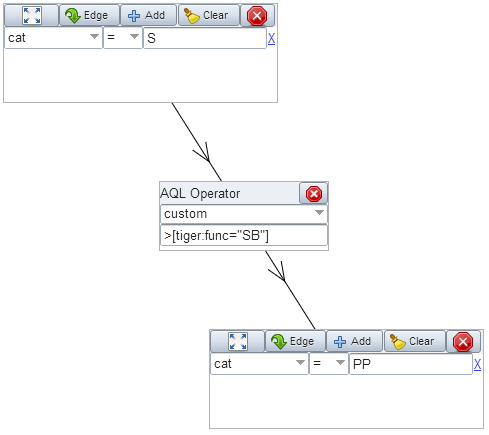 Edge Add Clear
cat = S X
AQL Operator
custom
>[tiger:func="SB"]
Edge Add Clear
cat = PP X